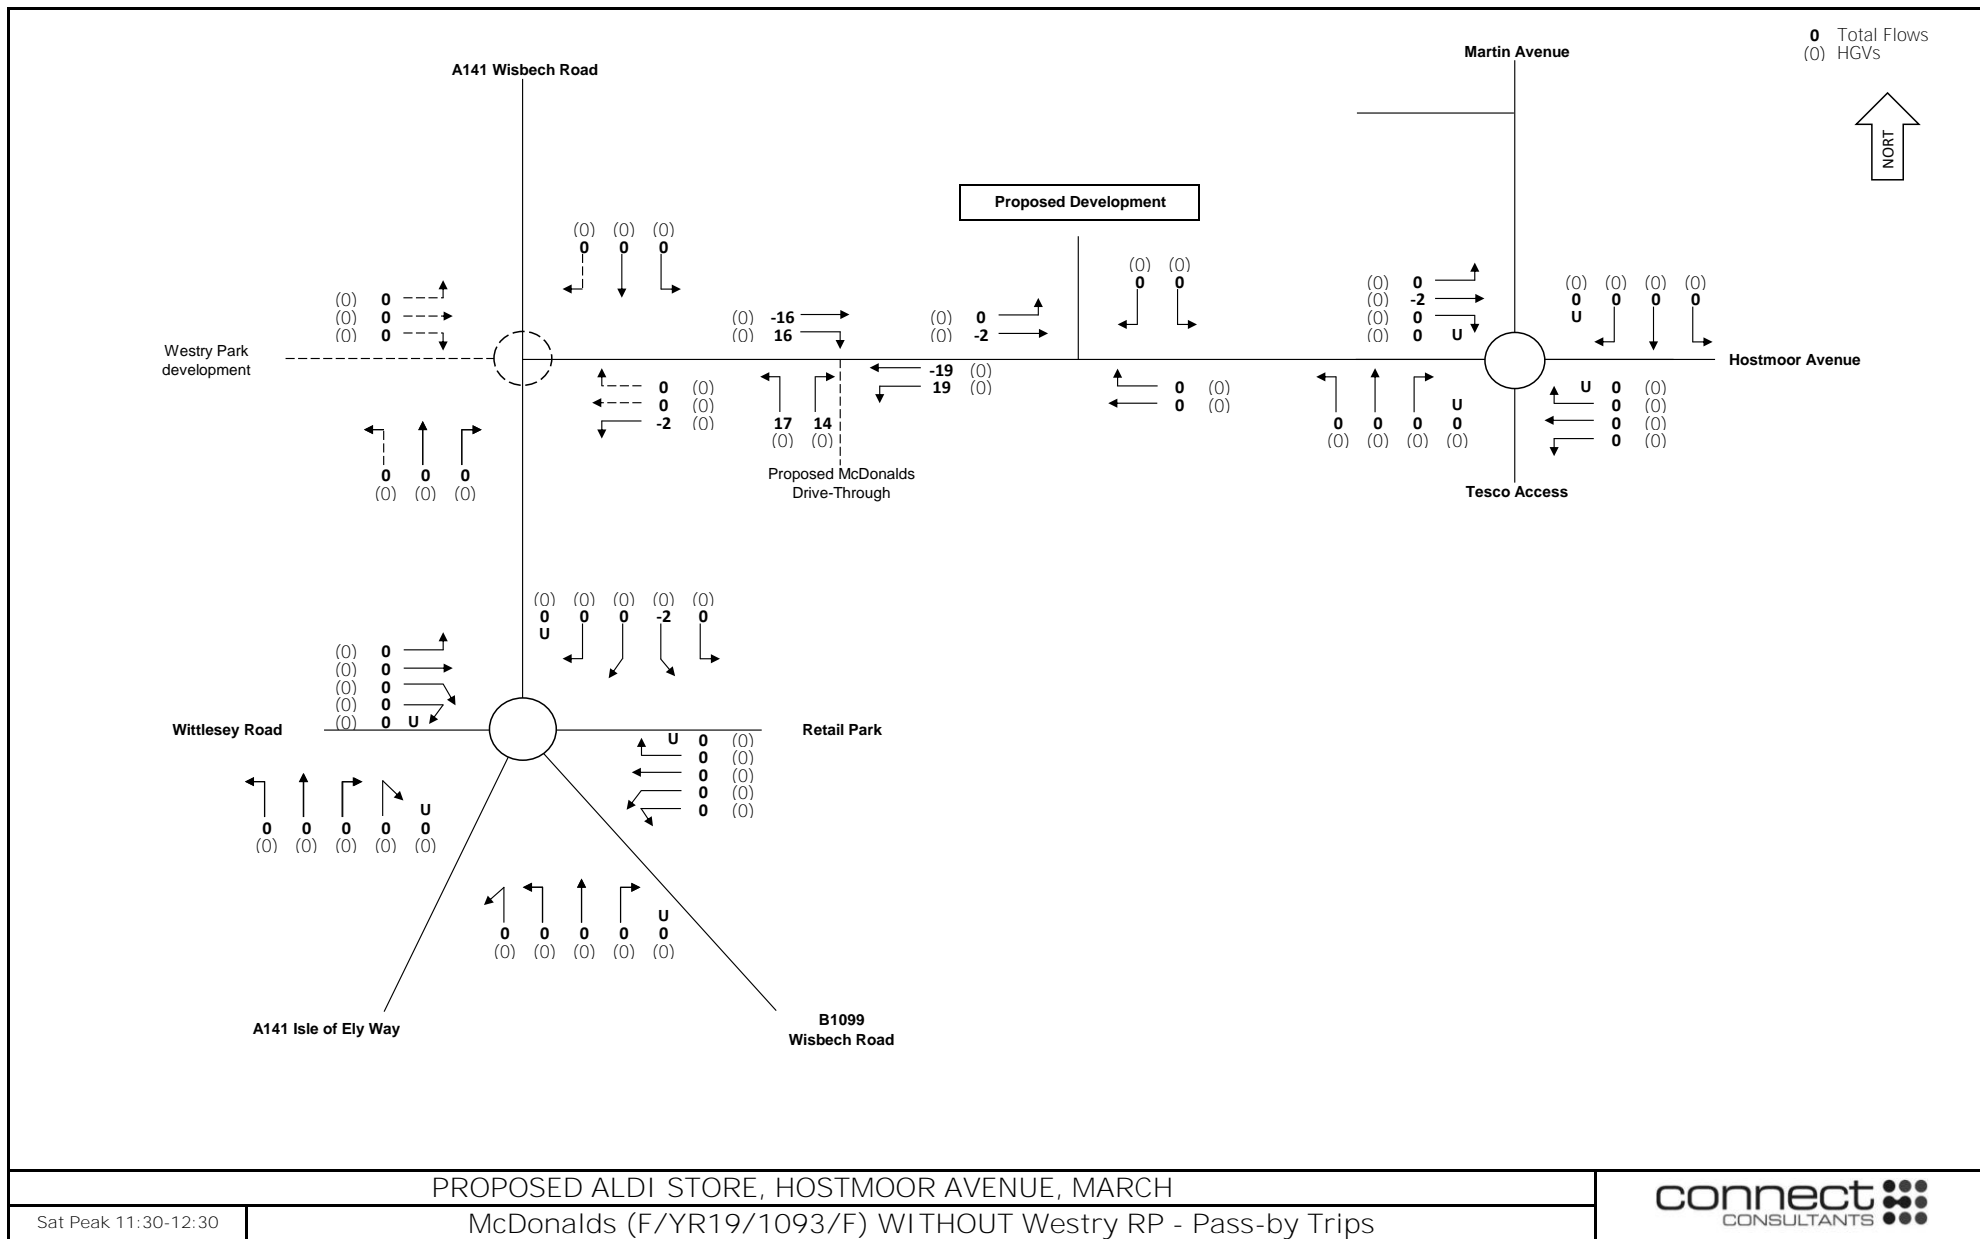 0 Total Flows
(0) HGVs
NORT
A141 Wisbech Road
Martin Avenue
Proposed Development
(0) (0) (0)
0 0 0
(0) 0
(0) 0
(0) 0
Westry Park
development
0 (0)
0 (0)
-2 (0)
0 0 0
(0) (0) (0)
(0) -16
(0) 16
17 14
(0) (0)
Proposed McDonalds
Drive-Through
-19 (0)
19 (0)
(0) 0
(0) -2
(0) (0)
0 0
0 (0)
0 (0)
(0) 0
(0) -2
(0) 0
(0) 0 U
(0) (0) (0) (0)
0 0 0 0
U
Hostmoor Avenue
U
0 0 0 0
(0) (0) (0) (0)
U 0 (0)
0 (0)
0 (0)
0 (0)
Tesco Access
(0) (0) (0) (0) (0)
0 0 0 -2 0
U
(0) 0
(0) 0
(0) 0
(0) 0
(0) 0 U
Wittlesey Road
Retail Park
U 0 (0)
0 (0)
0 (0)
0 (0)
0 (0)
U
0 0 0 0 0
(0) (0) (0) (0) (0)
U
0 0 0 0 0
(0) (0) (0) (0) (0)
A141 Isle of Ely Way
B1099
Wisbech Road
PROPOSED ALDI STORE, HOSTMOOR AVENUE, MARCH
Sat Peak 11:30-12:30
McDonalds (F/YR19/1093/F) WITHOUT Westry RP - Pass-by Trips
connect
CONSULTANTS